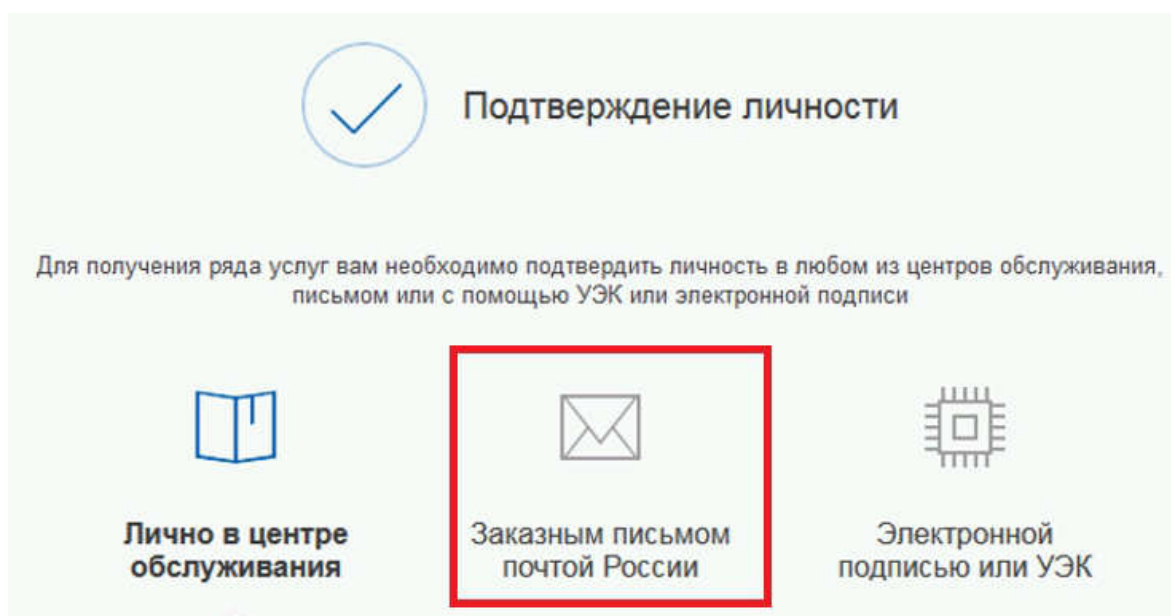 Подтверждение личности
Для получения ряда услуг вам необходимо подтвердить личность в любом из центров обслуживания,
письмом или с помощью УЭК или электронной подписи
Лично в центре
обслуживания
Заказным письмом
почтой России
Электронной
подписью или УЭК